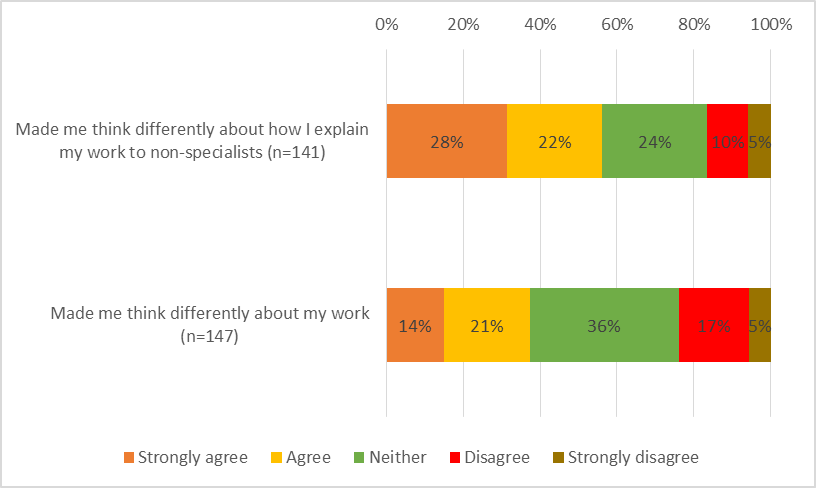 0% 20% 40% 60% 80% 100%
Made me think differently about how I explain
my work to non-specialists (n=141)
28% 22% 24% 10% 5%
Made me think differently about my work
(n=147)
14% 21% 36% 17% 5%
Strongly agree Agree Neither Disagree Strongly disagree